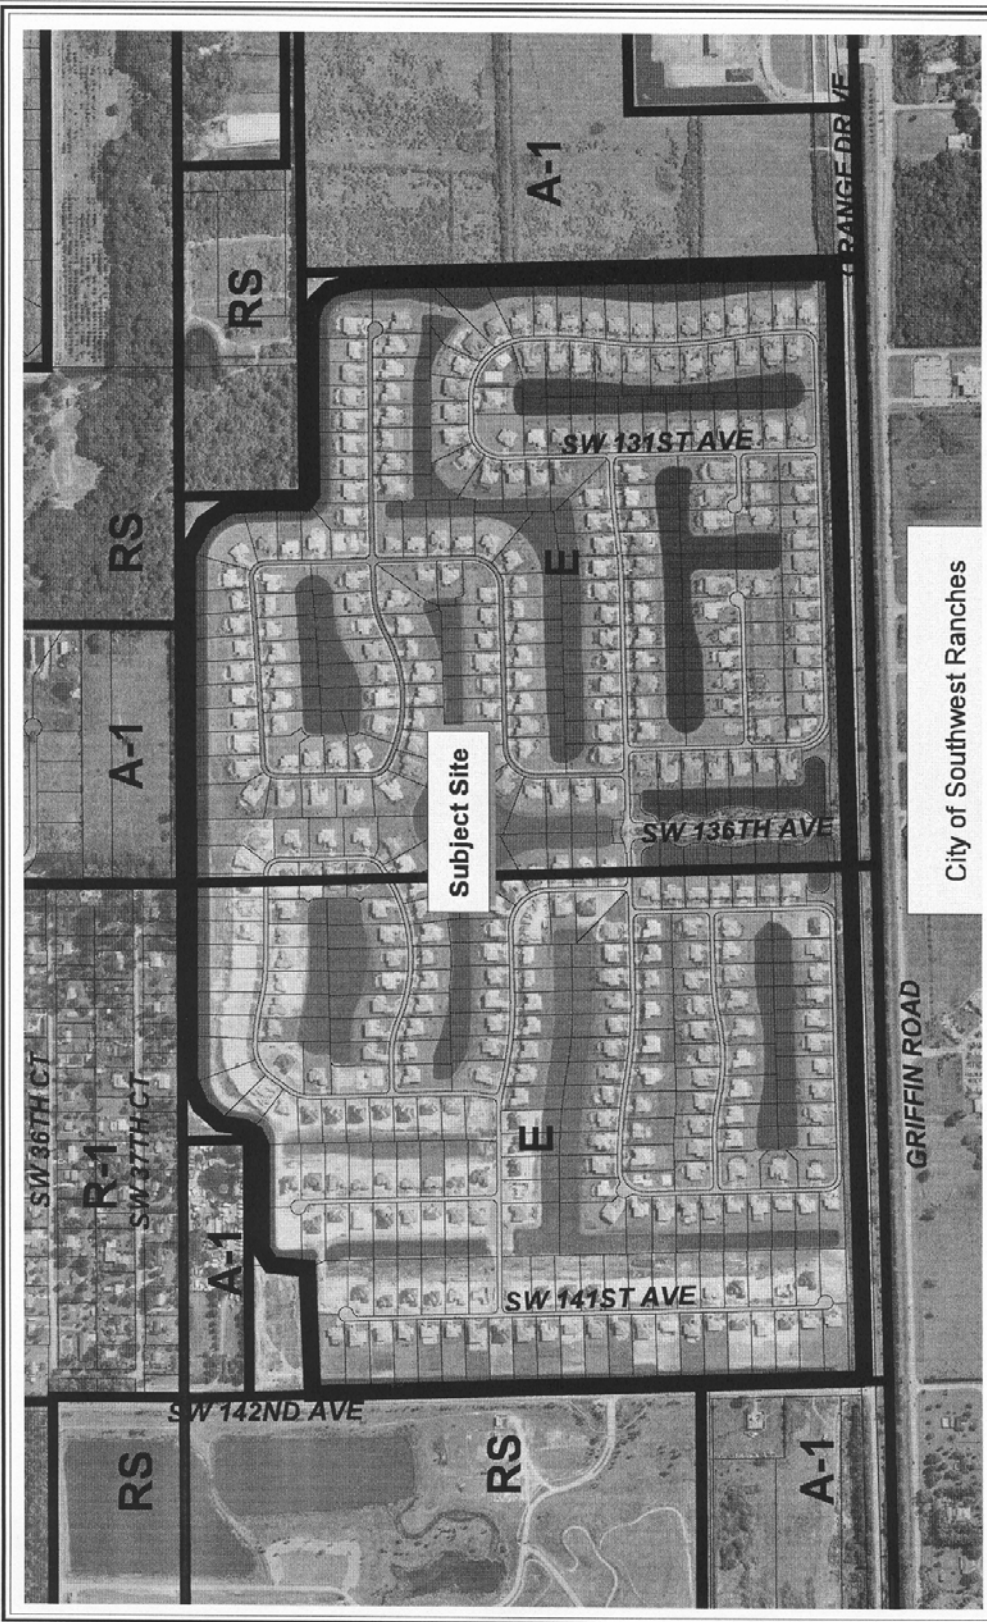 SW 36TH CT
R-1
SW 37TH CT
A-1
RS
RS
A-1
RS
SW 142ND AVE
RS
A-1
SW 141ST AVE
E
Subject Site
SW 136TH AVE
E
SW 131ST AVE
A-1
GRIFFIN ROAD
City of Southwest Ranches